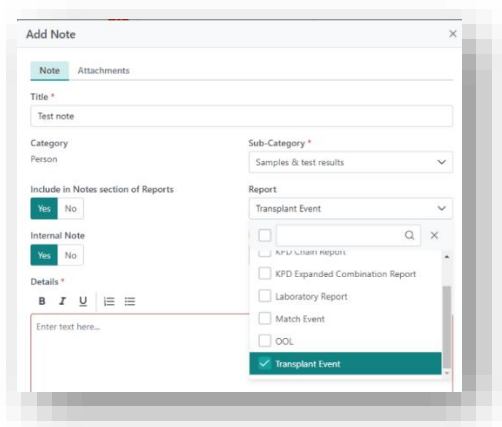 Add Note
Note Attachments
Title *
Test note
Category
Person
Sub-Category *
Samples & test results
Include in Notes section of Reports
Yes No
Report
Transplant Event
Internal Note
Yes No
KPD Chain Report
KPD Expanded Combination Report
Laboratory Report
Match Event
OOL
Transplant Event
Details *
B I U
Enter text here...